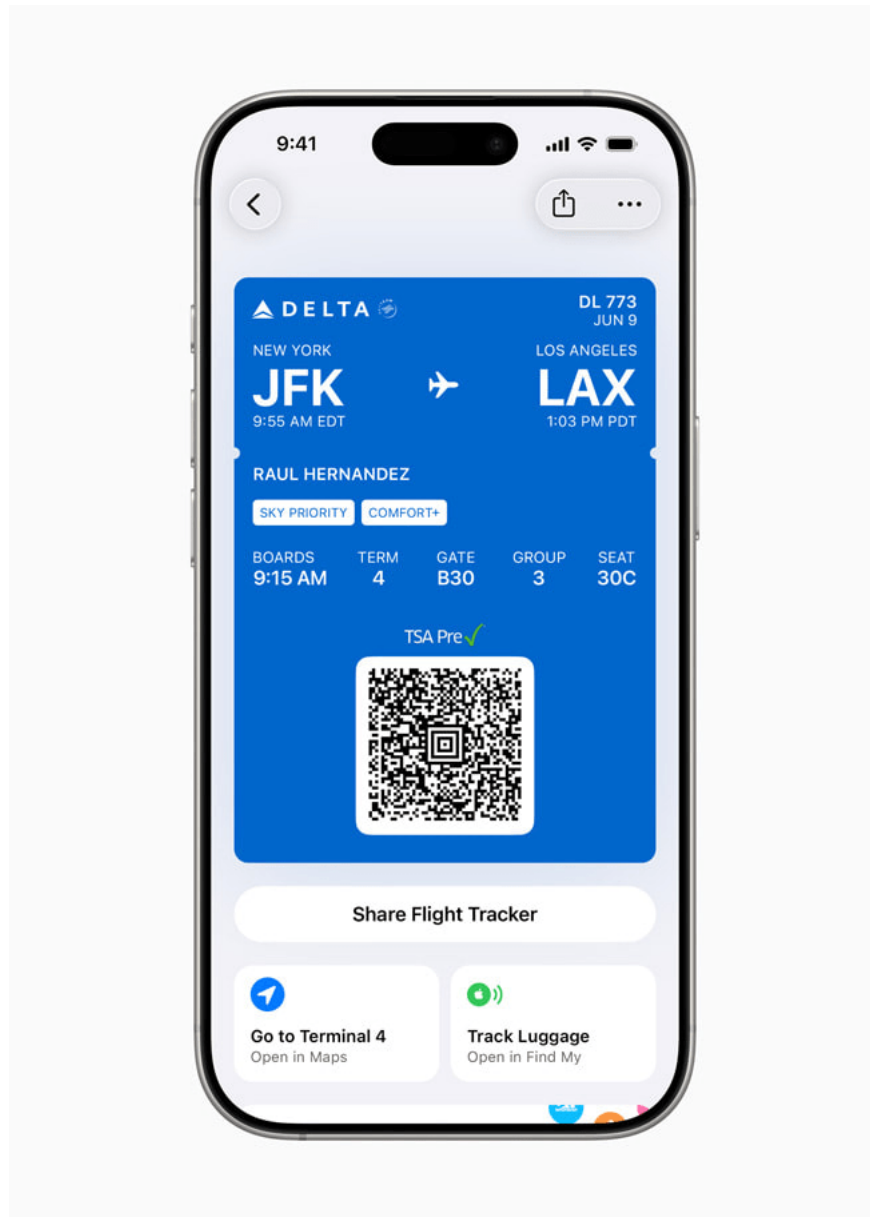 9:41
DELTA
DL 773
JUN 9
NEW YORK
LOS ANGELES
JFK
LAX
9:55 AM EDT
1:03 PM PDT
RAUL HERNANDEZ
SKY PRIORITY COMFORT+
BOARDS TERM GATE GROUP SEAT
9:15 AM 4 B30 3 30C
TSA Pre✓
Share Flight Tracker
Go to Terminal 4
Open in Maps
Track Luggage
Open in Find My